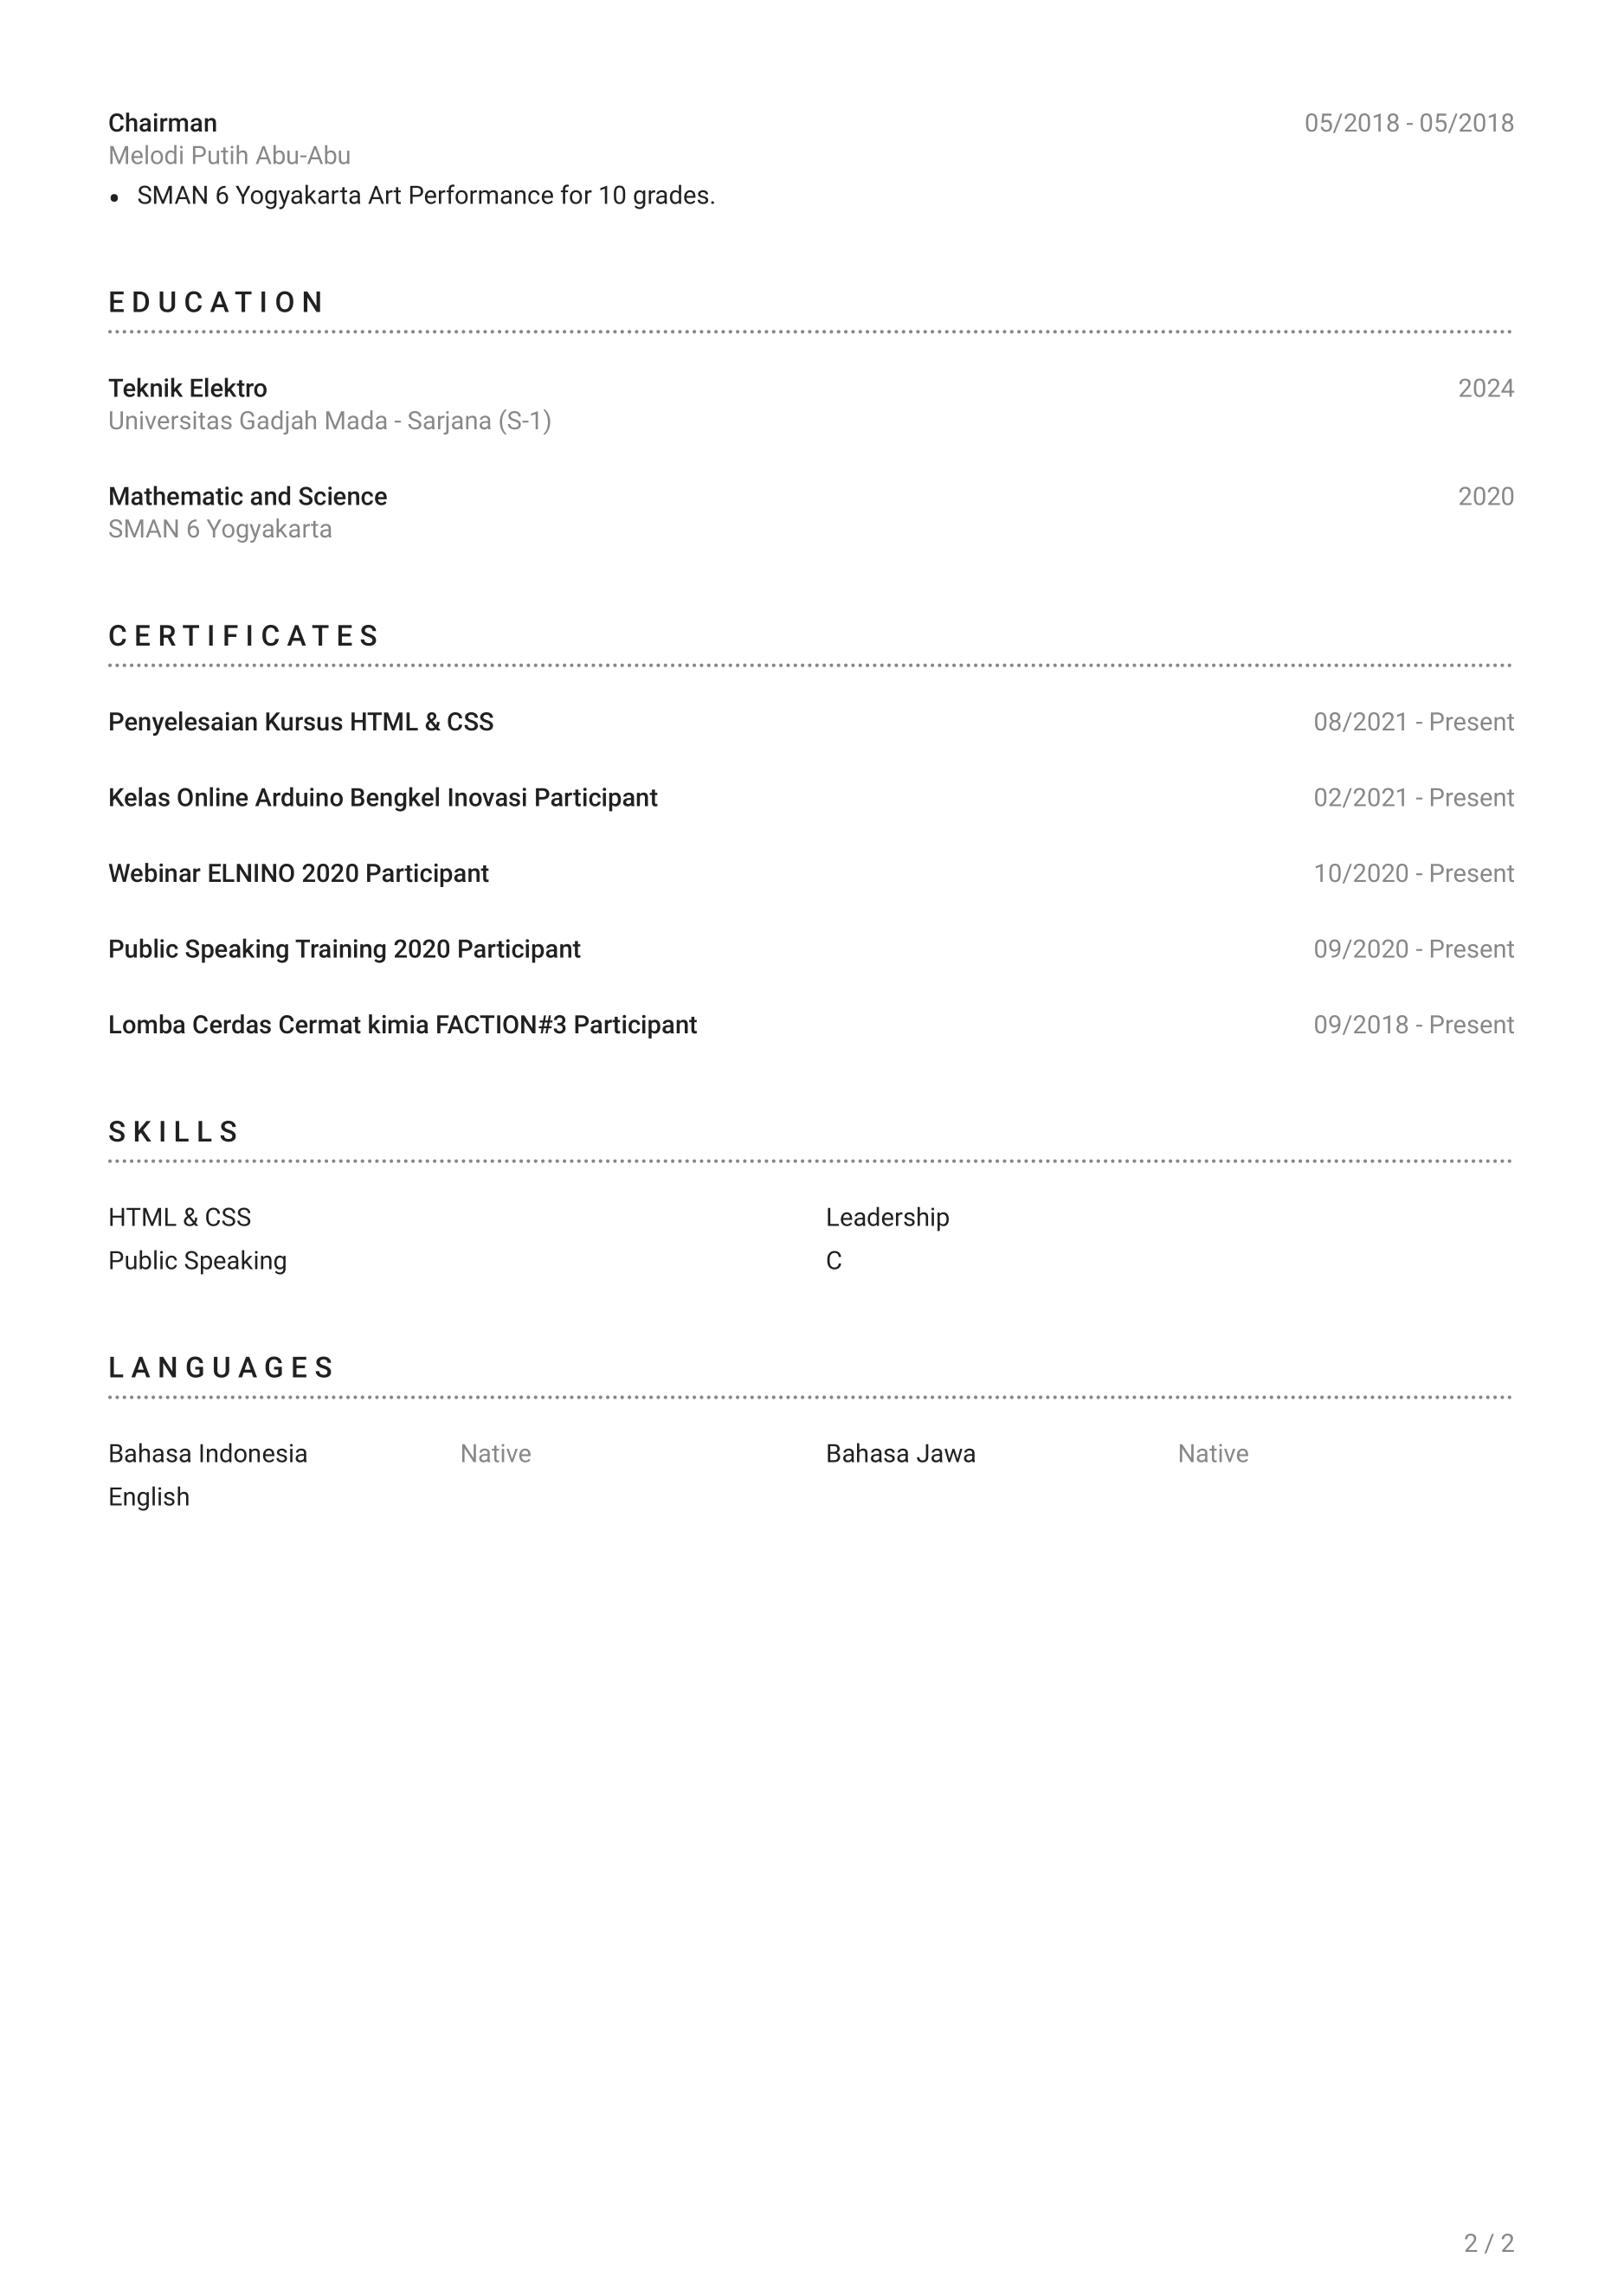 Chairman 05/2018 - 05/2018
Melodi Putih Abu-Abu
• SMAN 6 Yogyakarta Art Performance for 10 grades.
EDUCATION
Teknik Elektro 2024
Universitas Gadjah Mada - Sarjana (S-1)
Mathematic and Science 2020
SMAN 6 Yogyakarta
CERTIFICATES
Penyelesaian Kursus HTML & CSS 08/2021 - Present
Kelas Online Arduino Bengkel Inovasi Participant 02/2021 - Present
Webinar ELNINO 2020 Participant 10/2020 - Present
Public Speaking Training 2020 Participant 09/2020 - Present
Lomba Cerdas Cermat kimia FACTION#3 Participant 09/2018 - Present
SKILLS
HTML & CSS Leadership
Public Speaking C
LANGUAGES
Bahasa Indonesia Native Bahasa Jawa Native
English
2 / 2